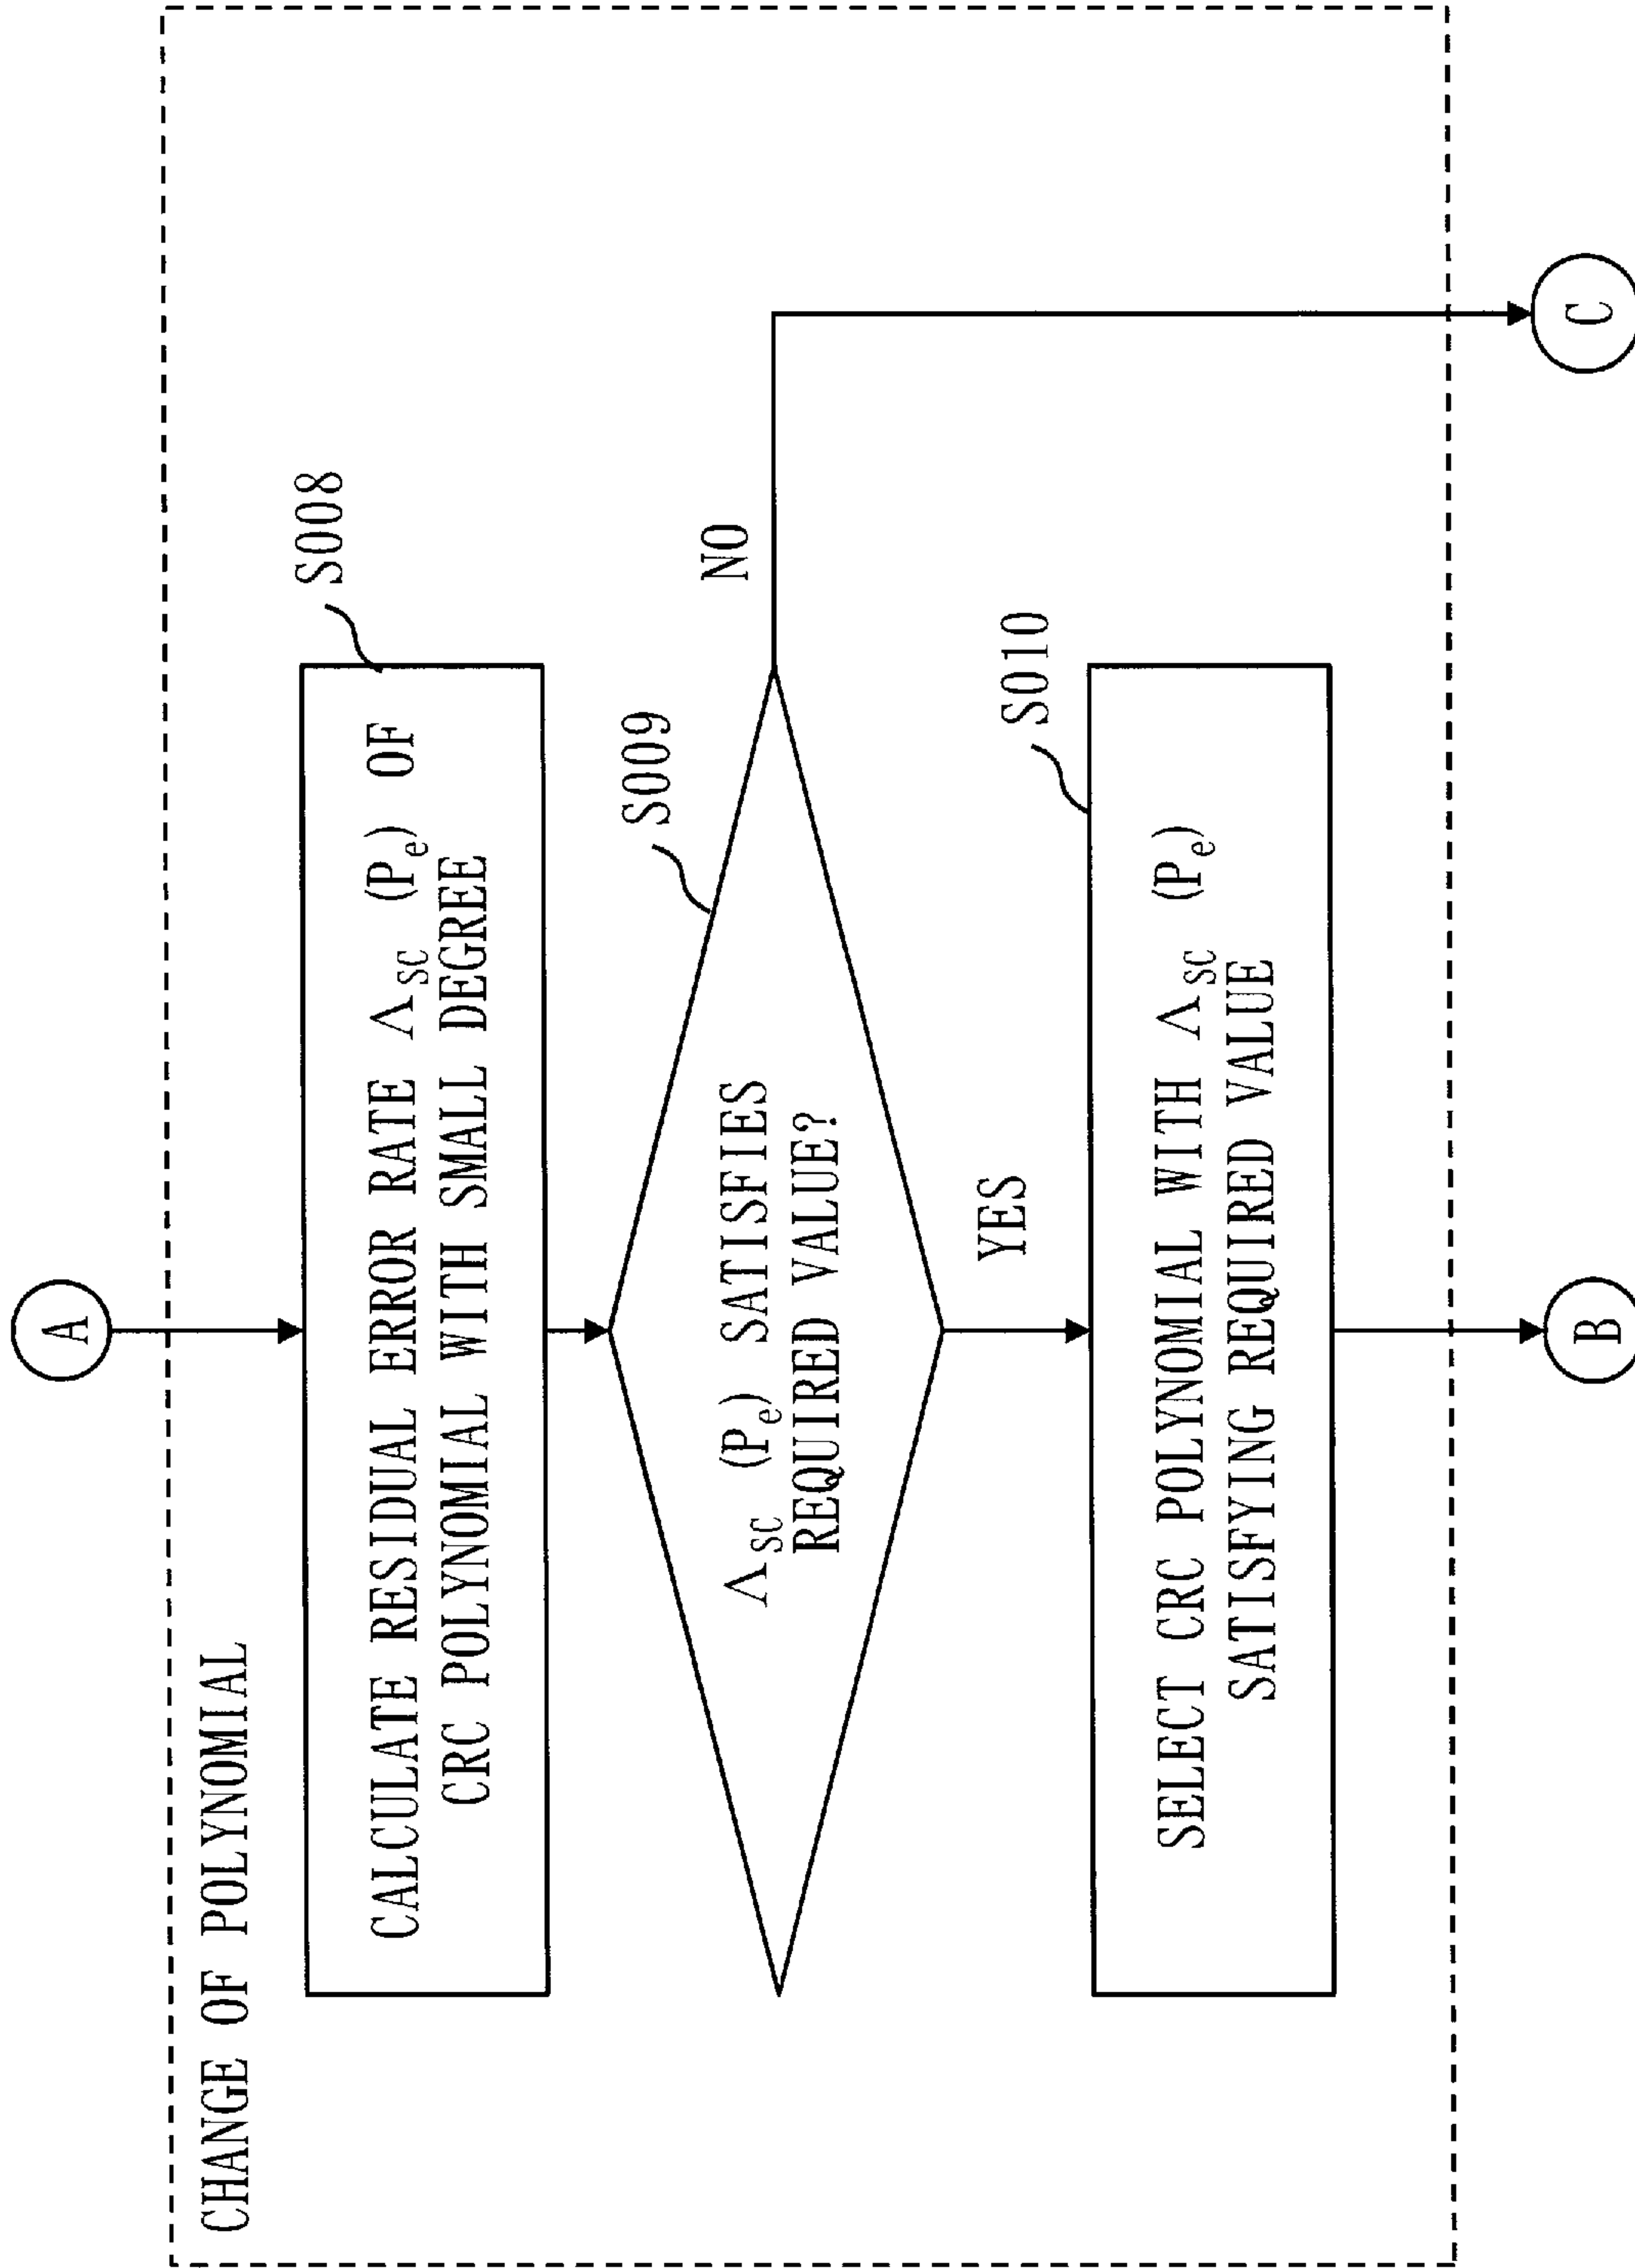 A
CHANGE OF POLYNOMIAL
S008
CALCULATE RESIDUAL ERROR RATE ΛSC (Pe) OF
CRC POLYNOMIAL WITH SMALL DEGREE
S009
ΛSC (Pe) SATISFIES
REQUIRED VALUE?
NO
YES
S010
SELECT CRC POLYNOMIAL WITH ΛSC (Pe)
SATISFYING REQUIRED VALUE
B
C